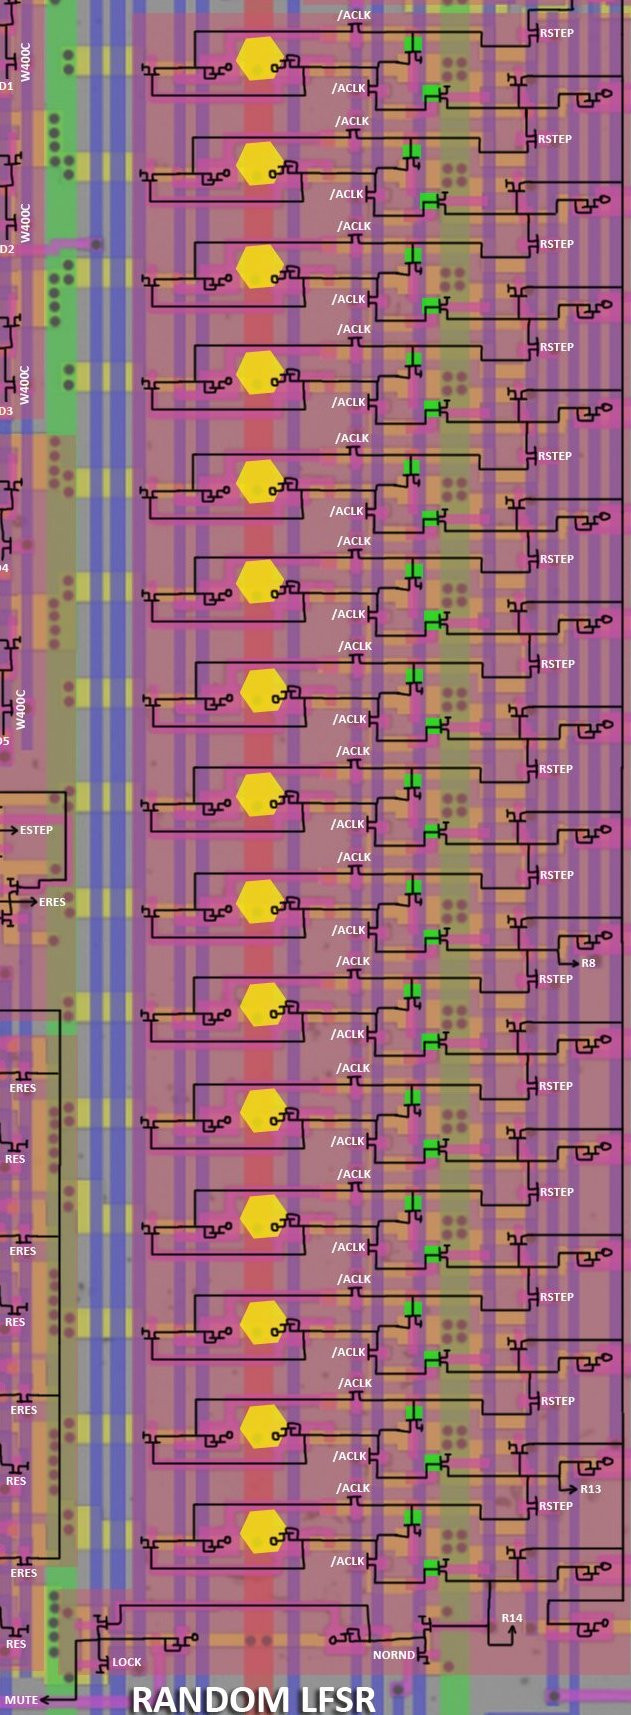 /ACLK
RSTEP
W400C
D1
/ACLK
/ACLK
RSTEP
/ACLK
W400C
D2
/ACLK
RSTEP
/ACLK
/ACLK
RSTEP
W400C
/ACLK
D3
/ACLK
RSTEP
/ACLK
/ACLK
RSTEP
D4
/ACLK
/ACLK
RSTEP
W400C
/ACLK
D5
/ACLK
RSTEP
/ACLK
ESTEP
/ACLK
RSTEP
ERES
/ACLK
/ACLK
R8
RSTEP
/ACLK
/ACLK
RSTEP
ERES
/ACLK
RES
/ACLK
RSTEP
/ACLK
ERES
/ACLK
RSTEP
RES
/ACLK
/ACLK
RSTEP
ERES
/ACLK
RES
/ACLK
R13
RSTEP
/ACLK
ERES
R14
RES
NORND
LOCK
MUTE
RANDOM LFSR